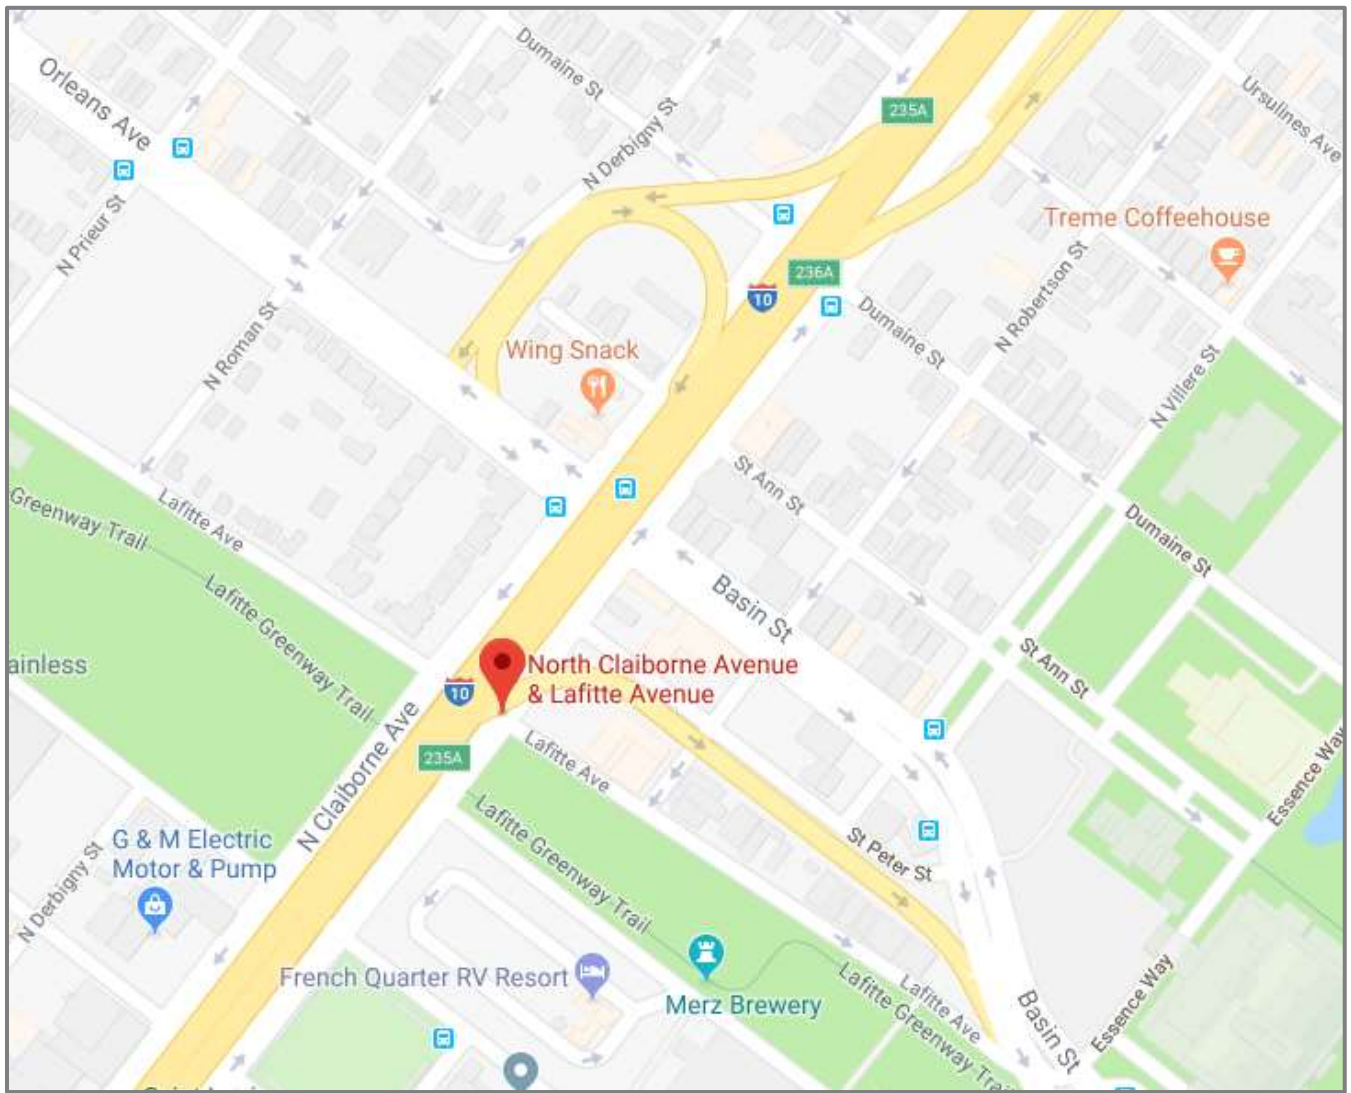 Orleans Ave
Dumaine St
N Derbigny St
235A
Ursulines Ave
N Prieur St
Treme Coffeehouse
236A
10
N Robertson St
Dumaine St
N Roman St
Wing Snack
N Villere St
St Ann St
Lafitte Ave
Greenway Trail
Dumaine St
Lafitte Greenway Trail
Basin St
ainless
North Claiborne Avenue
& Lafitte Avenue
St Ann St
10
235A
Lafitte Ave
N Claiborne Ave
Essence Way
Lafitte Greenway Trail
St Peter St
G & M Electric
Motor & Pump
N Derbigny St
French Quarter RV Resort
Merz Brewery
Lafitte Greenway Trai
Lafitte Ave
Basin St
Essence Way